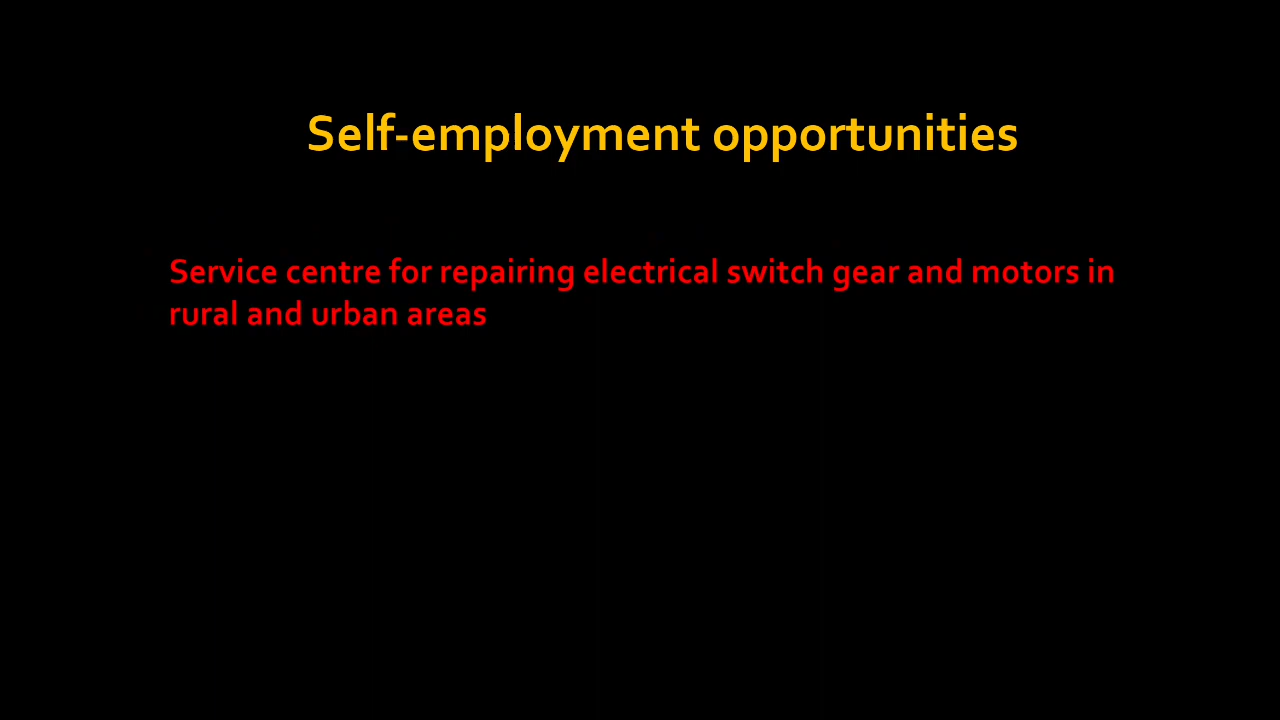 Self-employment opportunities
Service centre for repairing electrical switch gear and motors in
rural and urban areas